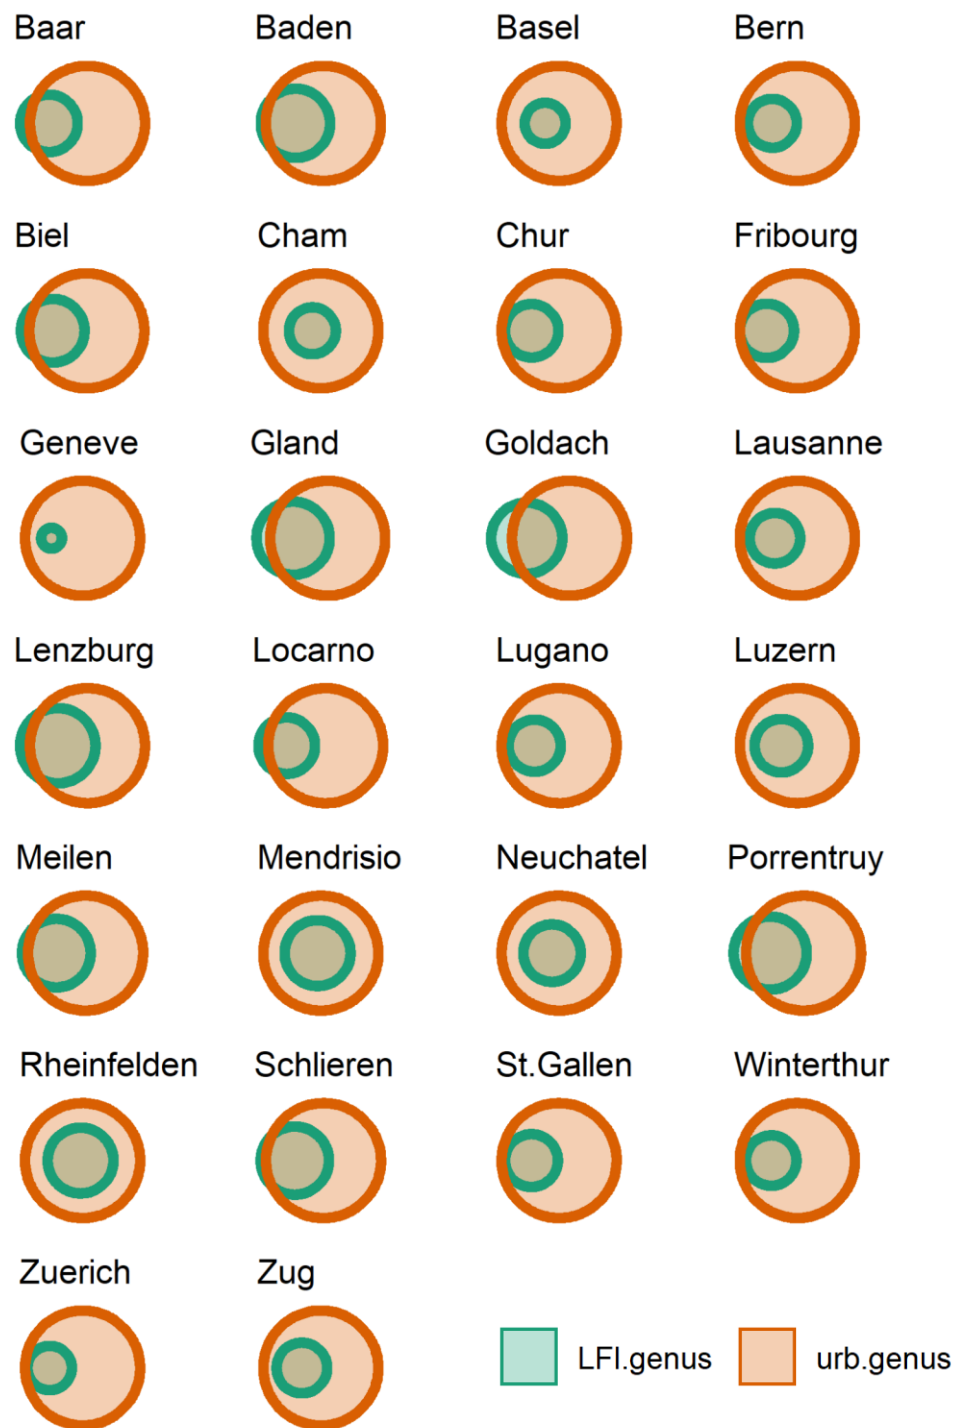 Baar Baden Basel Bern
Biel Cham Chur Fribourg
Geneve Gland Goldach Lausanne
Lenzburg Locarno Lugano Luzern
Meilen Mendrisio Neuchatel Porrentruy
Rheinfelden Schlieren St.Gallen Winterthur
Zuerich Zug
LFI.genus urb.genus